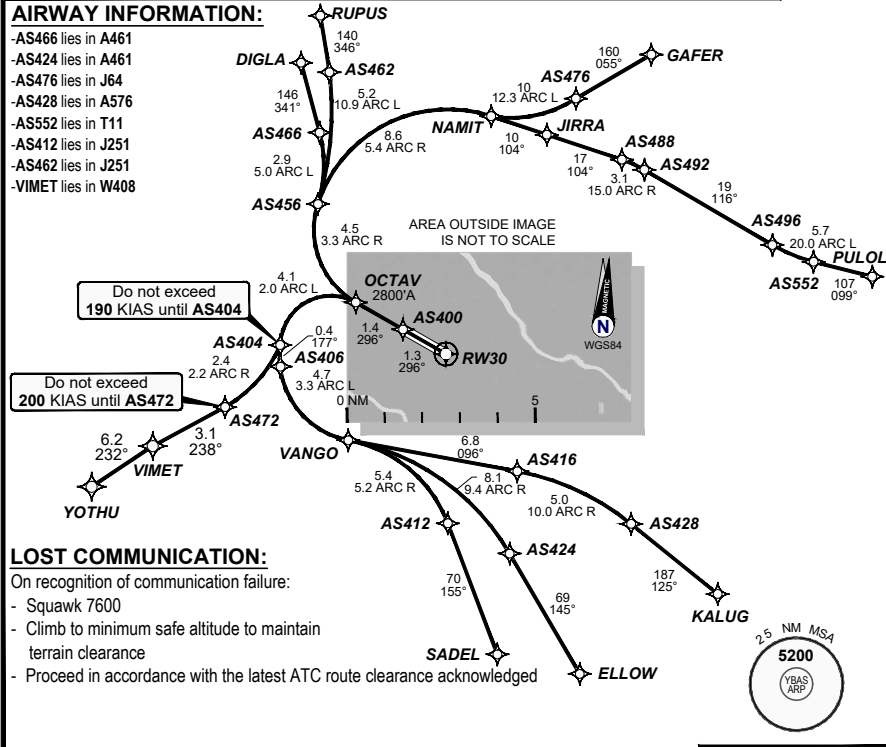 AIRWAY INFORMATION:
-AS466 lies in A461
-AS424 lies in A461
-AS476 lies in J64
-AS428 lies in A576
-AS552 lies in T11
-AS412 lies in J251
-AS462 lies in J251
-VIMET lies in W408
RUPUS
140
346°
DIGLA
AS462
146
341°
5.2
10.9 ARC L
AS466
2.9
5.0 ARC L
8.6
5.4 ARC R
AS456
NAMIT
10
12.3 ARC L
AS476
160
055°
GAFER
10
104°
JIRRA
17
104°
AS488
3.1
15.0 ARC R
AS492
19
116°
AS496
5.7
20.0 ARC L
AS552
PULOL
107
099°
4.5
3.3 ARC R
AREA OUTSIDE IMAGE
IS NOT TO SCALE
4.1
2.0 ARC L
OCTAV
2800'A
1.4
296°
AS400
1.3
296°
RW30
MAGNETIC
N
WGS84
Do not exceed
190 KIAS until AS404
AS404
0.4
177°
AS406
2.4
2.2 ARC R
4.7
3.3 ARC L
0 NM
5
Do not exceed
200 KIAS until AS472
AS472
3.1
238°
VIMET
6.2
232°
YOTHU
VANGO
6.8
096°
AS416
5.4
5.2 ARC R
8.1
9.4 ARC R
5.0
10.0 ARC R
AS412
AS424
AS428
70
155°
69
145°
187
125°
KALUG
SADEL
ELLOW
LOST COMMUNICATION:
On recognition of communication failure:
- Squawk 7600
- Climb to minimum safe altitude to maintain
terrain clearance
- Proceed in accordance with the latest ATC route clearance acknowledged
25 NM MSA
5200
YBAS
ARP